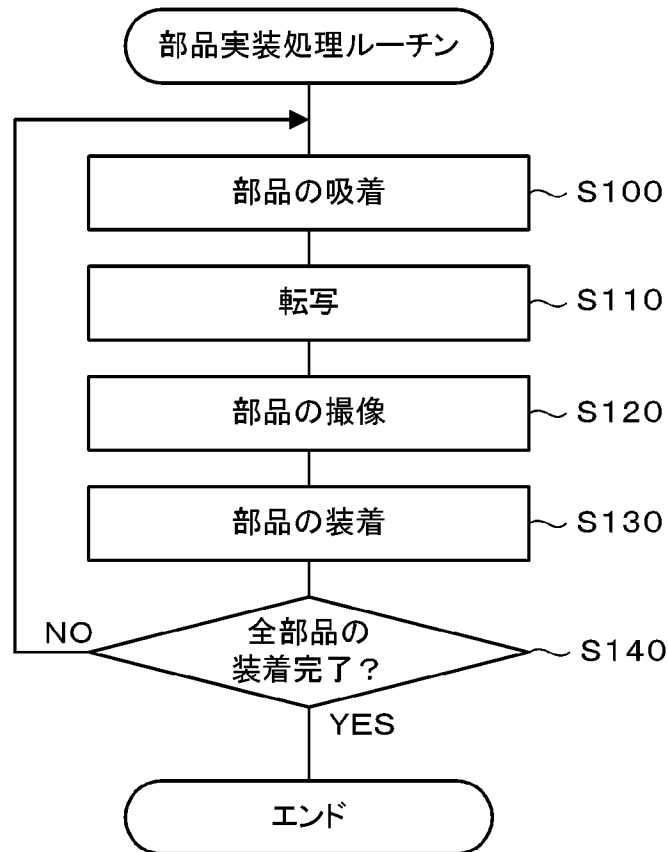 部品実装処理ルーチン
部品の吸着
S100
転写
S110
部品の撮像
S120
部品の装着
S130
全部品の
装着完了?
S140
NO
YES
エンド